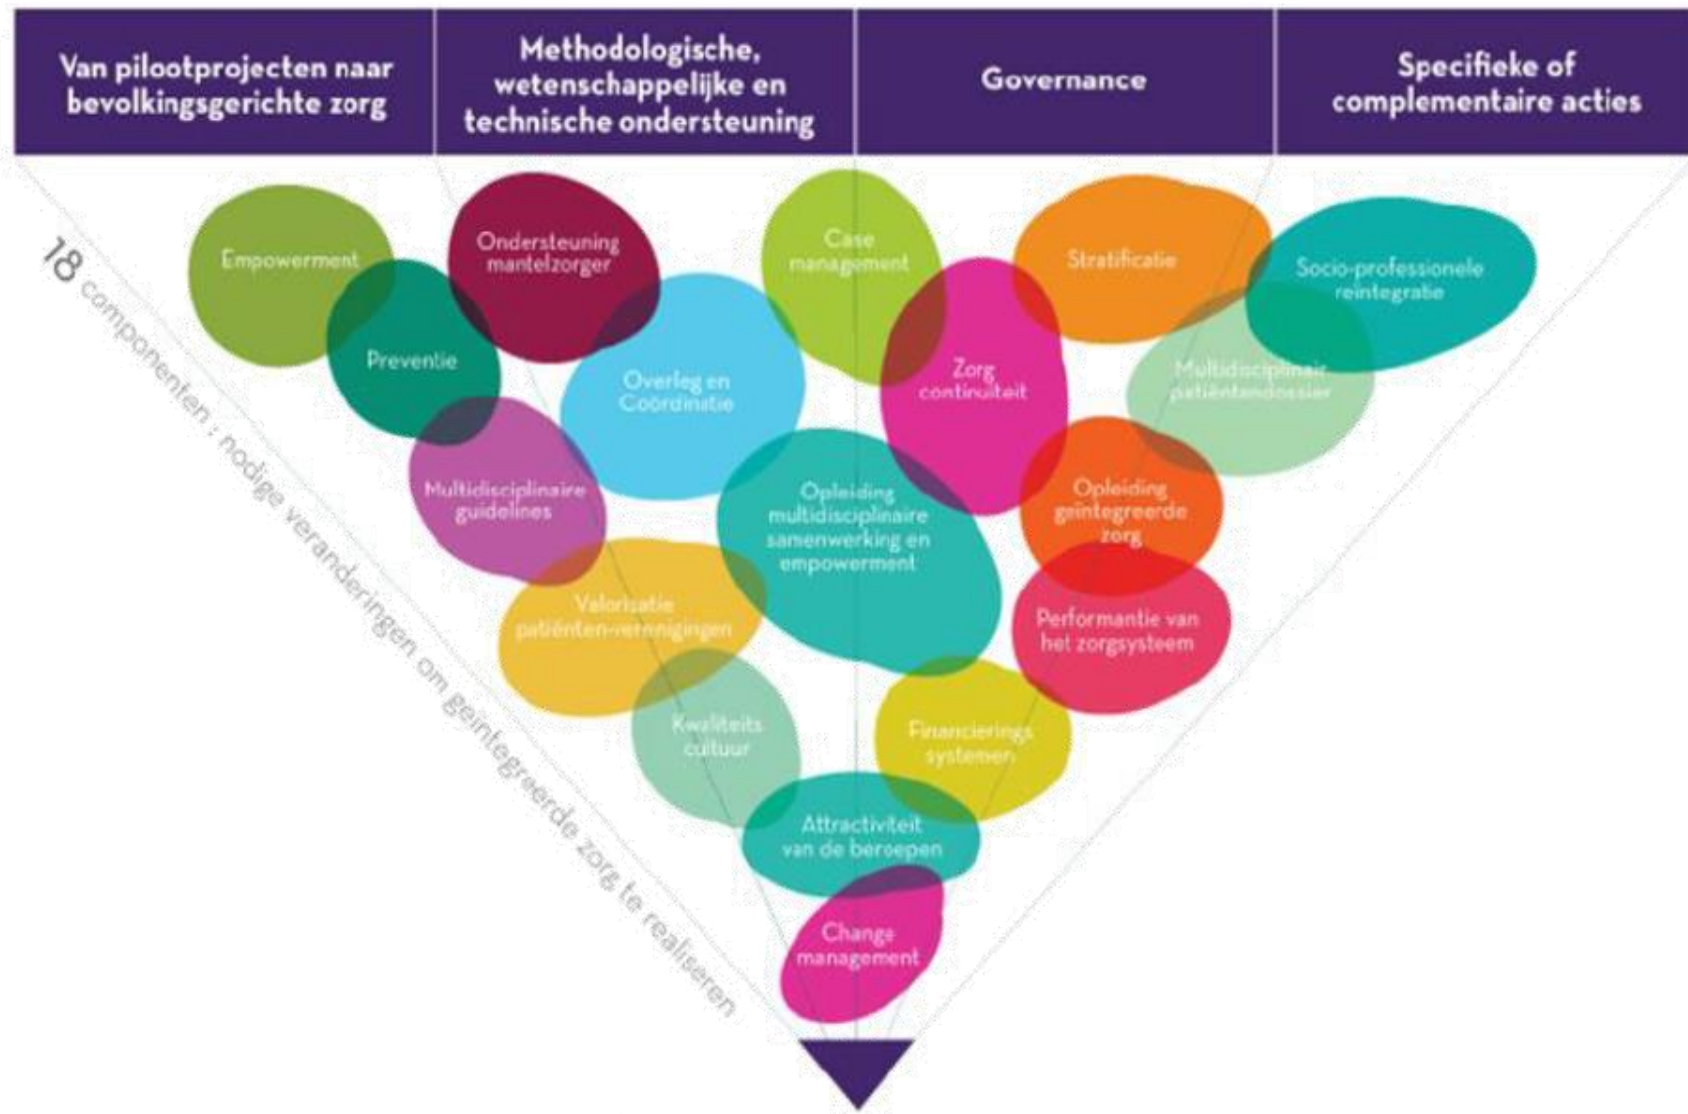 Van pilootprojecten naar
bevolkingsgerichte zorg
Methodologische,
wetenschappelijke en
technische ondersteuning
Governance
Specifieke of
complementaire acties
18 componenten : nodige veranderingen om geïntegreerde zorg te realiseren
Empowerment
Ondersteuning
mantelzorger
Case
management
Stratificatie
Socio-professionele
reïntegratie
Preventie
Overleg en
Coördinatie
Zorg
continuïteit
Multidisciplinair
patiëntendossier
Multidisciplinaire
guidelines
Opleiding
multidisciplinaire
samenwerking en
empowerment
Opleiding
geïntegreerde
zorg
Valorisatie
patiënten-verenigingen
Performantie van
het zorgsysteem
Kwaliteits
cultuur
Financierings
systemen
Attractiviteit
van de beroepen
Change
management